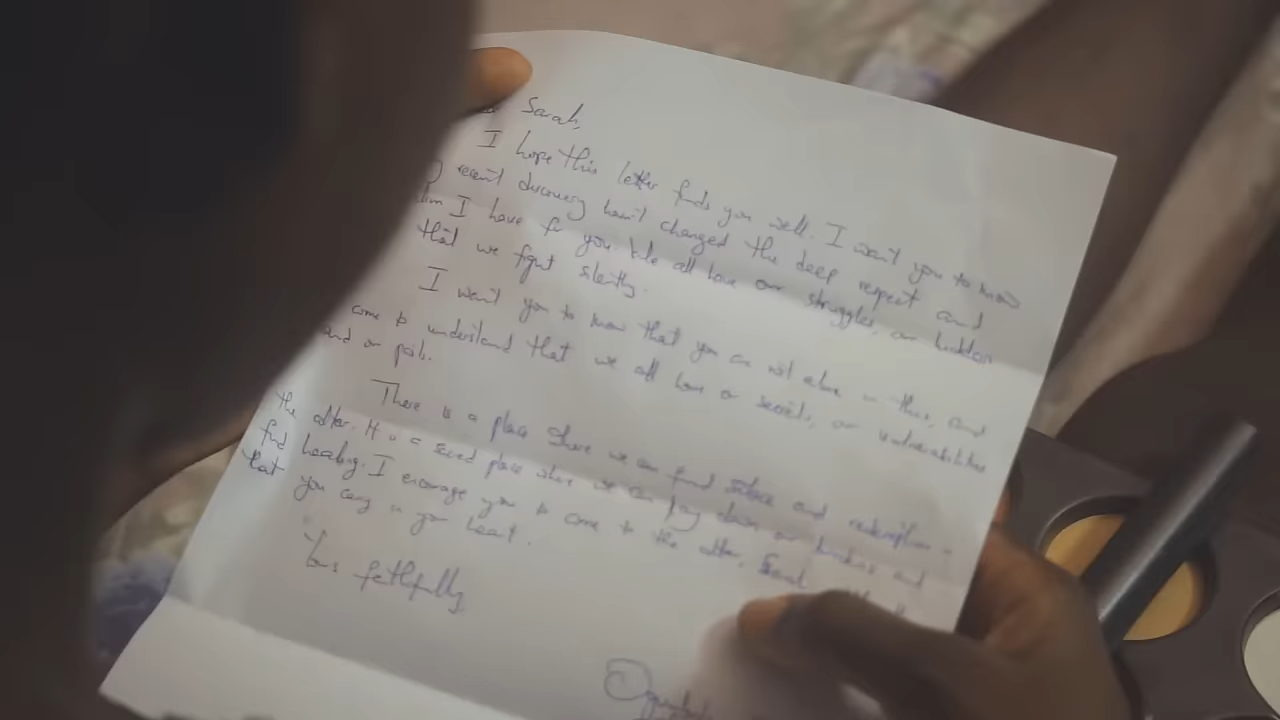 Sarah,
I hope this letter finds you well. I want you to know
recent discovery hasn't changed the deep respect and
I have for you. We all have our struggles, our hidden
that we fight silently.
I want you to know that you are not alone in this, and
come to understand that we all have our secrets, our vulnerabilities
and our pasts.
There is a place where we can find solace and redemption -
the altar. It is a sacred place where we can lay down our burdens and
find healing. I encourage you to come to the altar, Sarah,
that you carry in your heart.
Yours faithfully